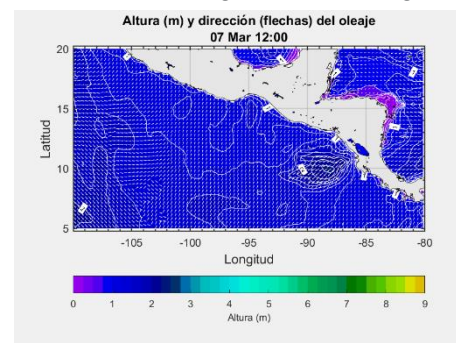 Altura (m) y dirección (flechas) del oleaje
07 Mar 12:00
20
15
10
5
Latitud
-105
-100
-95
-90
-85
-80
Longitud
0 1 2 3 4 5 6 7 8 9
Altura (m)